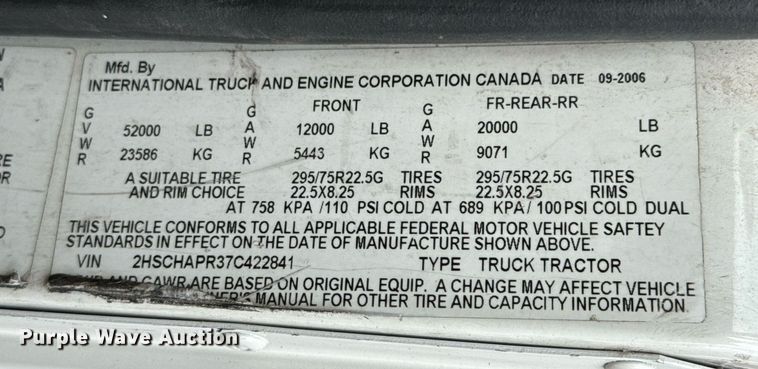 Mfd. By
INTERNATIONAL TRUCK AND ENGINE CORPORATION CANADA DATE 09-2006
FRONT FR-REAR-RR
GVWR 52000 LB GAWR 12000 LB GAWR 20000 LB
23586 KG 5443 KG 9071 KG
A SUITABLE TIRE 295/75R22.5G TIRES 295/75R22.5G TIRES
AND RIM CHOICE 22.5X8.25 RIMS 22.5X8.25 RIMS
AT 758 KPA /110 PSI COLD AT 689 KPA/ 100PSI COLD DUAL
THIS VEHICLE CONFORMS TO ALL APPLICABLE FEDERAL MOTOR VEHICLE SAFTEY
STANDARDS IN EFFECT ON THE DATE OF MANUFACTURE SHOWN ABOVE.
VIN 2HSCHAPR37C422841 TYPE TRUCK TRACTOR
AND GAWR ARE BASED ON ORIGINAL EQUIP. A CHANGE MAY AFFECT VEHICLE
MANUAL FOR OTHER TIRE AND CAPACITY INFORMATION
Purple Wave Auction